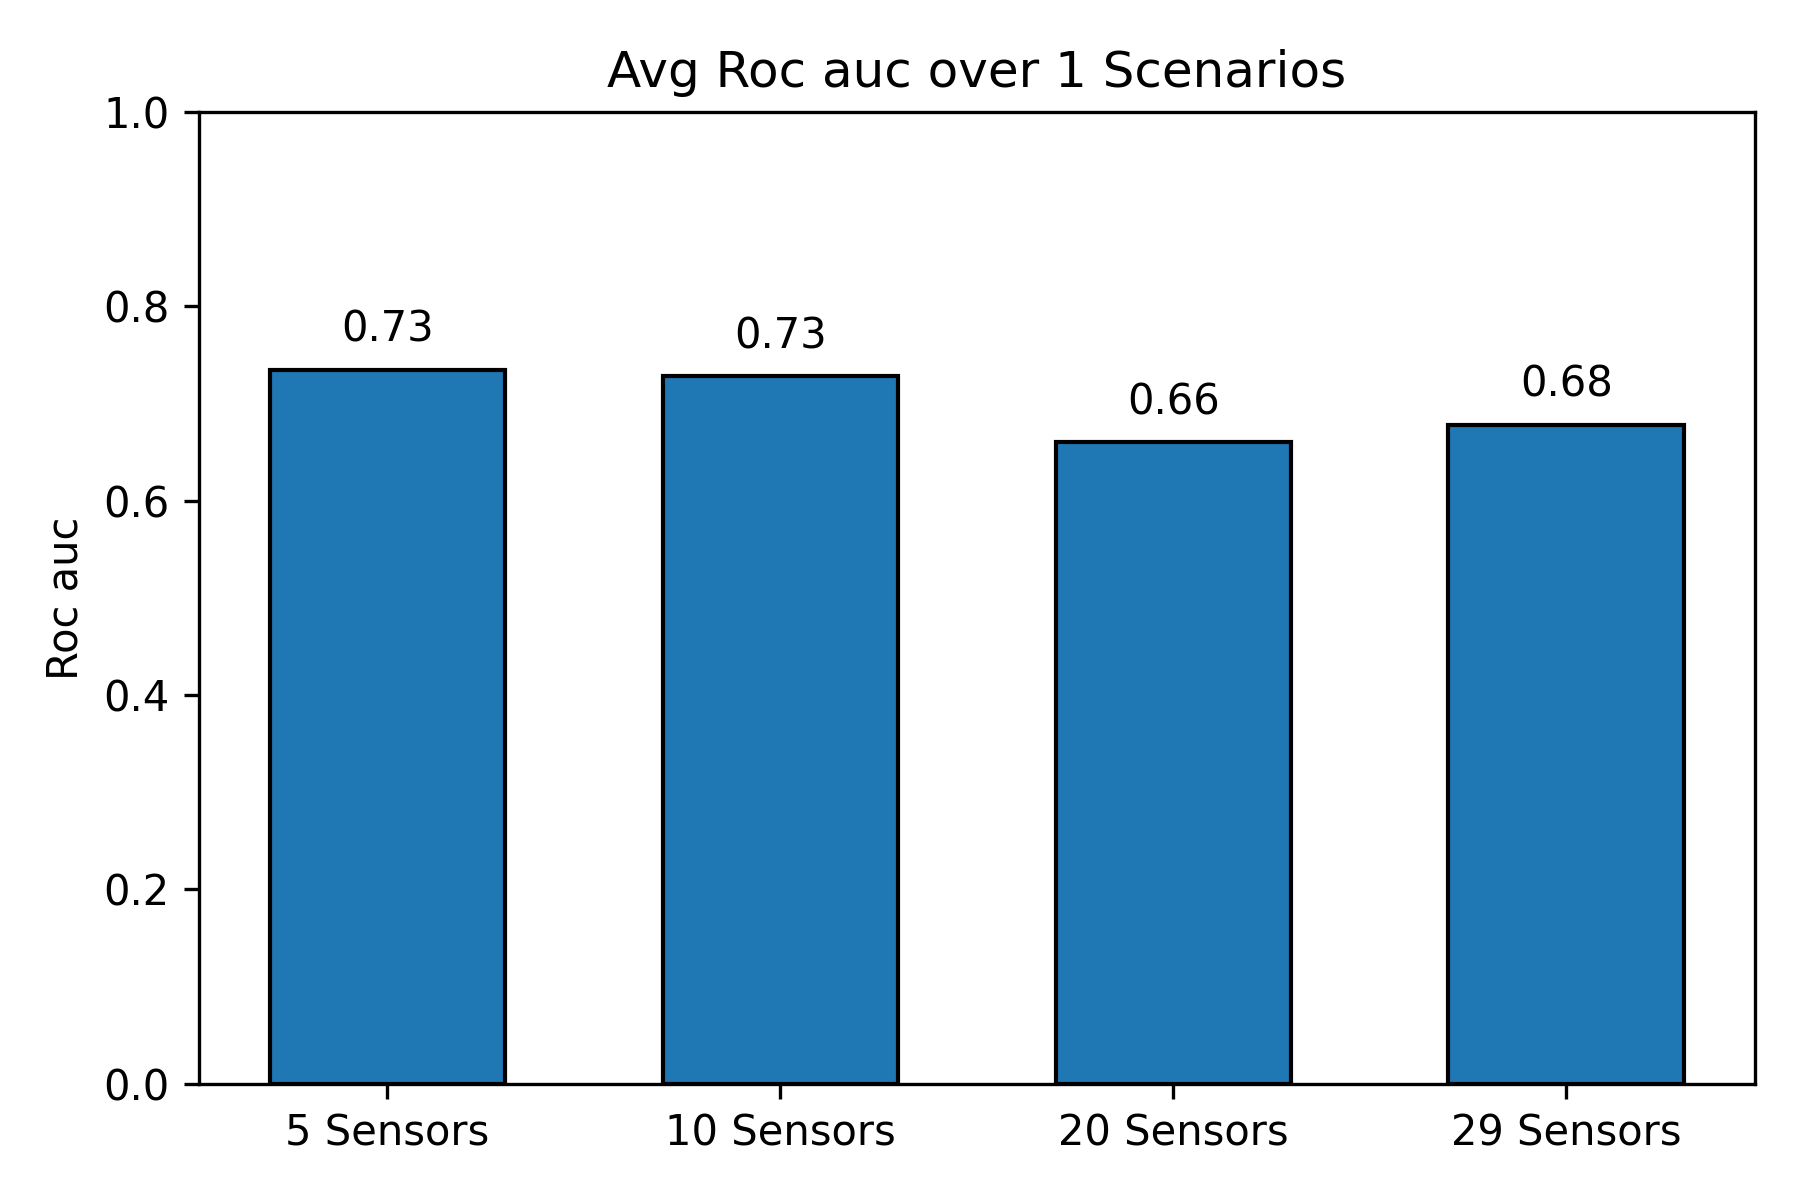 Avg Roc auc over 1 Scenarios
1.0
0.8
0.6
0.4
0.2
0.0
Roc auc
0.73
0.73
0.66
0.68
5 Sensors
10 Sensors
20 Sensors
29 Sensors